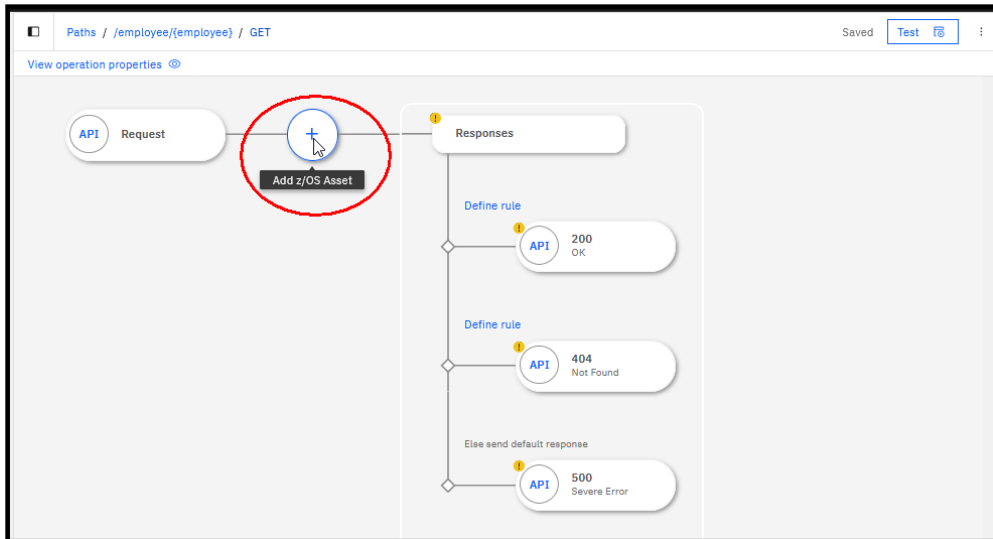 Paths / /employee/{employee} / GET
Saved
Test
View operation properties
API
Request
+
Add z/OS Asset
!
Responses
Define rule
!
API
200
OK
Define rule
!
API
404
Not Found
Else send default response
!
API
500
Severe Error